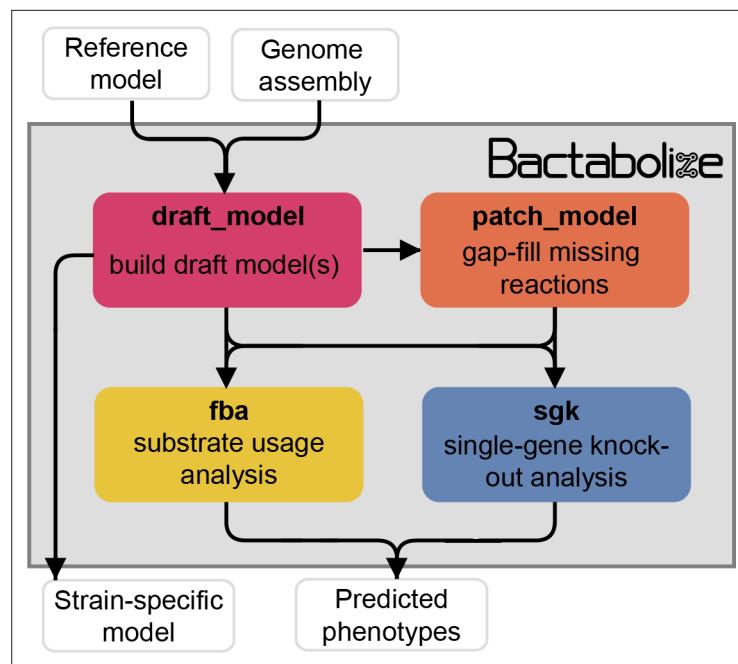 Reference
model
Genome
assembly
Bactabolize
draft_model
build draft model(s)
patch_model
gap-fill missing
reactions
fba
substrate usage
analysis
sgk
single-gene knock-
out analysis
Strain-specific
model
Predicted
phenotypes